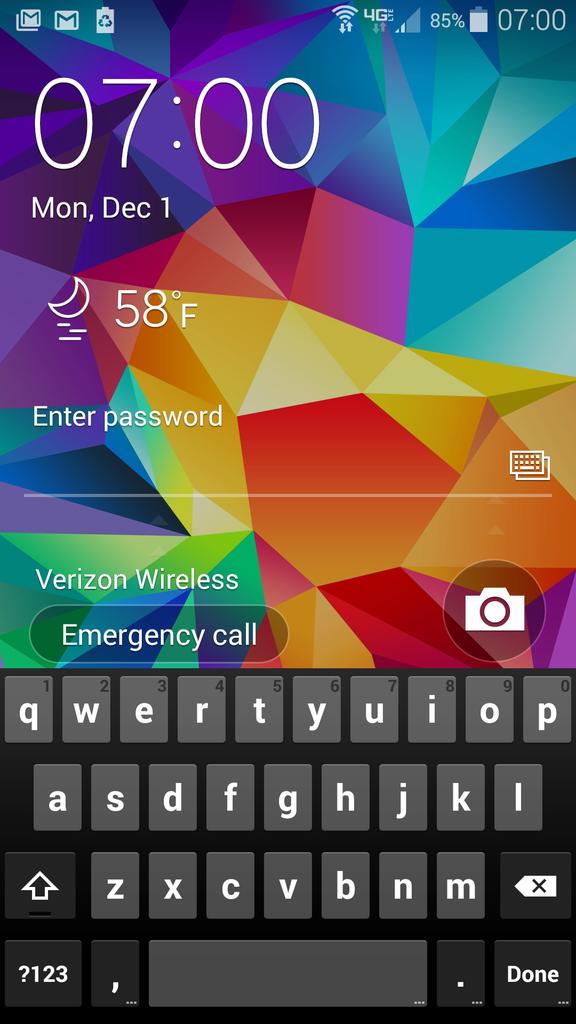 4G LTE 85% 07:00
07:00
Mon, Dec 1
58°F
Enter password
Verizon Wireless
Emergency call
1 2 3 4 5 6 7 8 9 0
q w e r t y u i o p
a s d f g h j k l
z x c v b n m
?123 , ... ... . ... Done ...